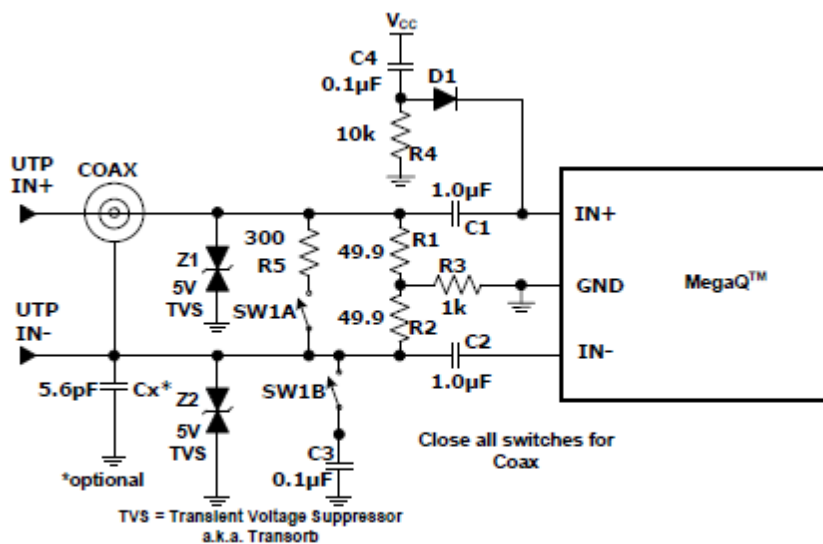 VCC
C4
0.1µF
D1
10k
R4
UTP
IN+
COAX
1.0µF
C1
IN+
300
R5
49.9
R1
Z1
5V
TVS
R3
1k
GND
MegaQ™
SW1A
UTP
IN-
49.9
R2
C2
1.0µF
IN-
5.6pF
Cx*
Z2
5V
TVS
SW1B
*optional
C3
0.1µF
Close all switches for
Coax
TVS = Transient Voltage Suppressor
a.k.a. Transorb